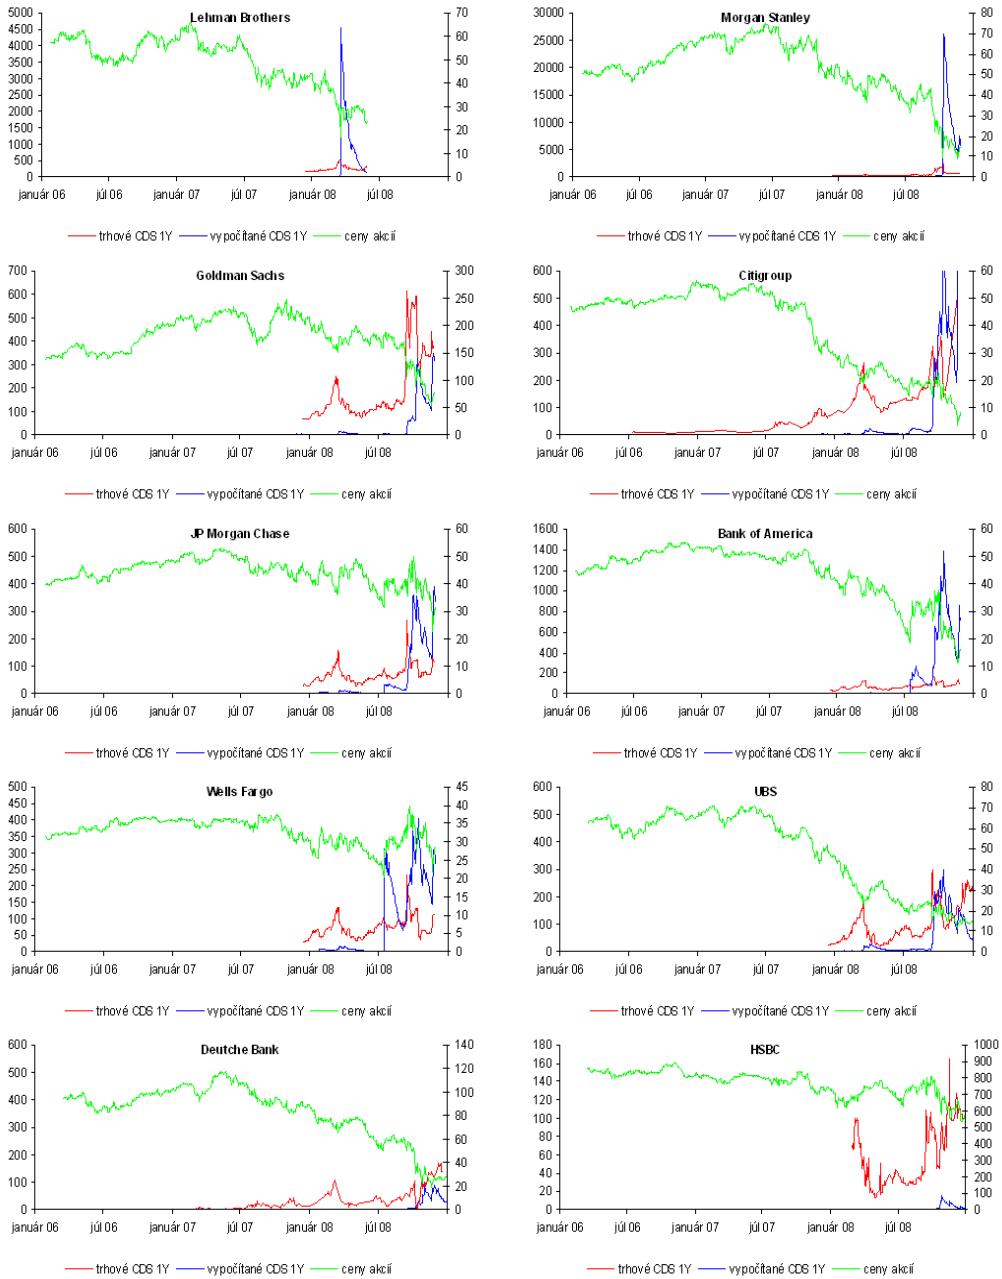 Lehman Brothers
5000 4500 4000 3500 3000 2500 2000 1500 1000 500 0
70 60 50 40 30 20 10 0
január 06 júl 06 január 07 júl 07 január 08 júl 08
trhové CDS 1Y vypočítané CDS 1Y ceny akcií
Morgan Stanley
30000 25000 20000 15000 10000 5000 0
80 70 60 50 40 30 20 10 0
január 06 júl 06 január 07 júl 07 január 08 júl 08
trhové CDS 1Y vypočítané CDS 1Y ceny akcií
Goldman Sachs
700 600 500 400 300 200 100 0
300 250 200 150 100 50 0
január 06 júl 06 január 07 júl 07 január 08 júl 08
trhové CDS 1Y vypočítané CDS 1Y ceny akcií
Citigroup
600 500 400 300 200 100 0
60 50 40 30 20 10 0
január 06 júl 06 január 07 júl 07 január 08 júl 08
trhové CDS 1Y vypočítané CDS 1Y ceny akcií
JP Morgan Chase
600 500 400 300 200 100 0
60 50 40 30 20 10 0
január 06 júl 06 január 07 júl 07 január 08 júl 08
trhové CDS 1Y vypočítané CDS 1Y ceny akcií
Bank of America
1600 1400 1200 1000 800 600 400 200 0
60 50 40 30 20 10 0
január 06 júl 06 január 07 júl 07 január 08 júl 08
trhové CDS 1Y vypočítané CDS 1Y ceny akcií
Wells Fargo
500 450 400 350 300 250 200 150 100 50 0
45 40 35 30 25 20 15 10 5 0
január 06 júl 06 január 07 júl 07 január 08 júl 08
trhové CDS 1Y vypočítané CDS 1Y ceny akcií
UBS
600 500 400 300 200 100 0
80 70 60 50 40 30 20 10 0
január 06 júl 06 január 07 júl 07 január 08 júl 08
trhové CDS 1Y vypočítané CDS 1Y ceny akcií
Deutche Bank
600 500 400 300 200 100 0
140 120 100 80 60 40 20 0
január 06 júl 06 január 07 júl 07 január 08 júl 08
trhové CDS 1Y vypočítané CDS 1Y ceny akcií
HSBC
180 160 140 120 100 80 60 40 20 0
1000 900 800 700 600 500 400 300 200 100 0
január 06 júl 06 január 07 júl 07 január 08 júl 08
trhové CDS 1Y vypočítané CDS 1Y ceny akcií